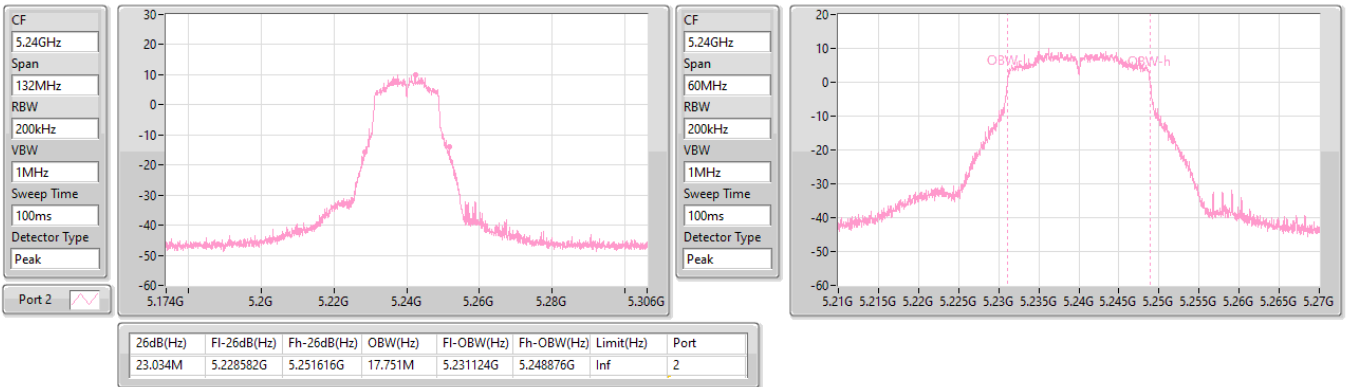 CF
5.24GHz
Span
132MHz
RBW
200kHz
VBW
1MHz
Sweep Time
100ms
Detector Type
Peak
Port 2
30
20
10
0
-10
-20
-30
-40
-50
-60
5.174G 5.2G 5.22G 5.24G 5.26G 5.28G 5.306G
CF
5.24GHz
Span
60MHz
RBW
200kHz
VBW
1MHz
Sweep Time
100ms
Detector Type
Peak
20
10
0
-10
-20
-30
-40
-50
-60
OBW-l OBW-h
5.21G 5.215G 5.22G 5.225G 5.23G 5.235G 5.24G 5.245G 5.25G 5.255G 5.26G 5.265G 5.27G
26dB(Hz) Fl-26dB(Hz) Fh-26dB(Hz) OBW(Hz) Fl-OBW(Hz) Fh-OBW(Hz) Limit(Hz) Port
23.034M 5.228582G 5.251616G 17.751M 5.231124G 5.248876G Inf 2